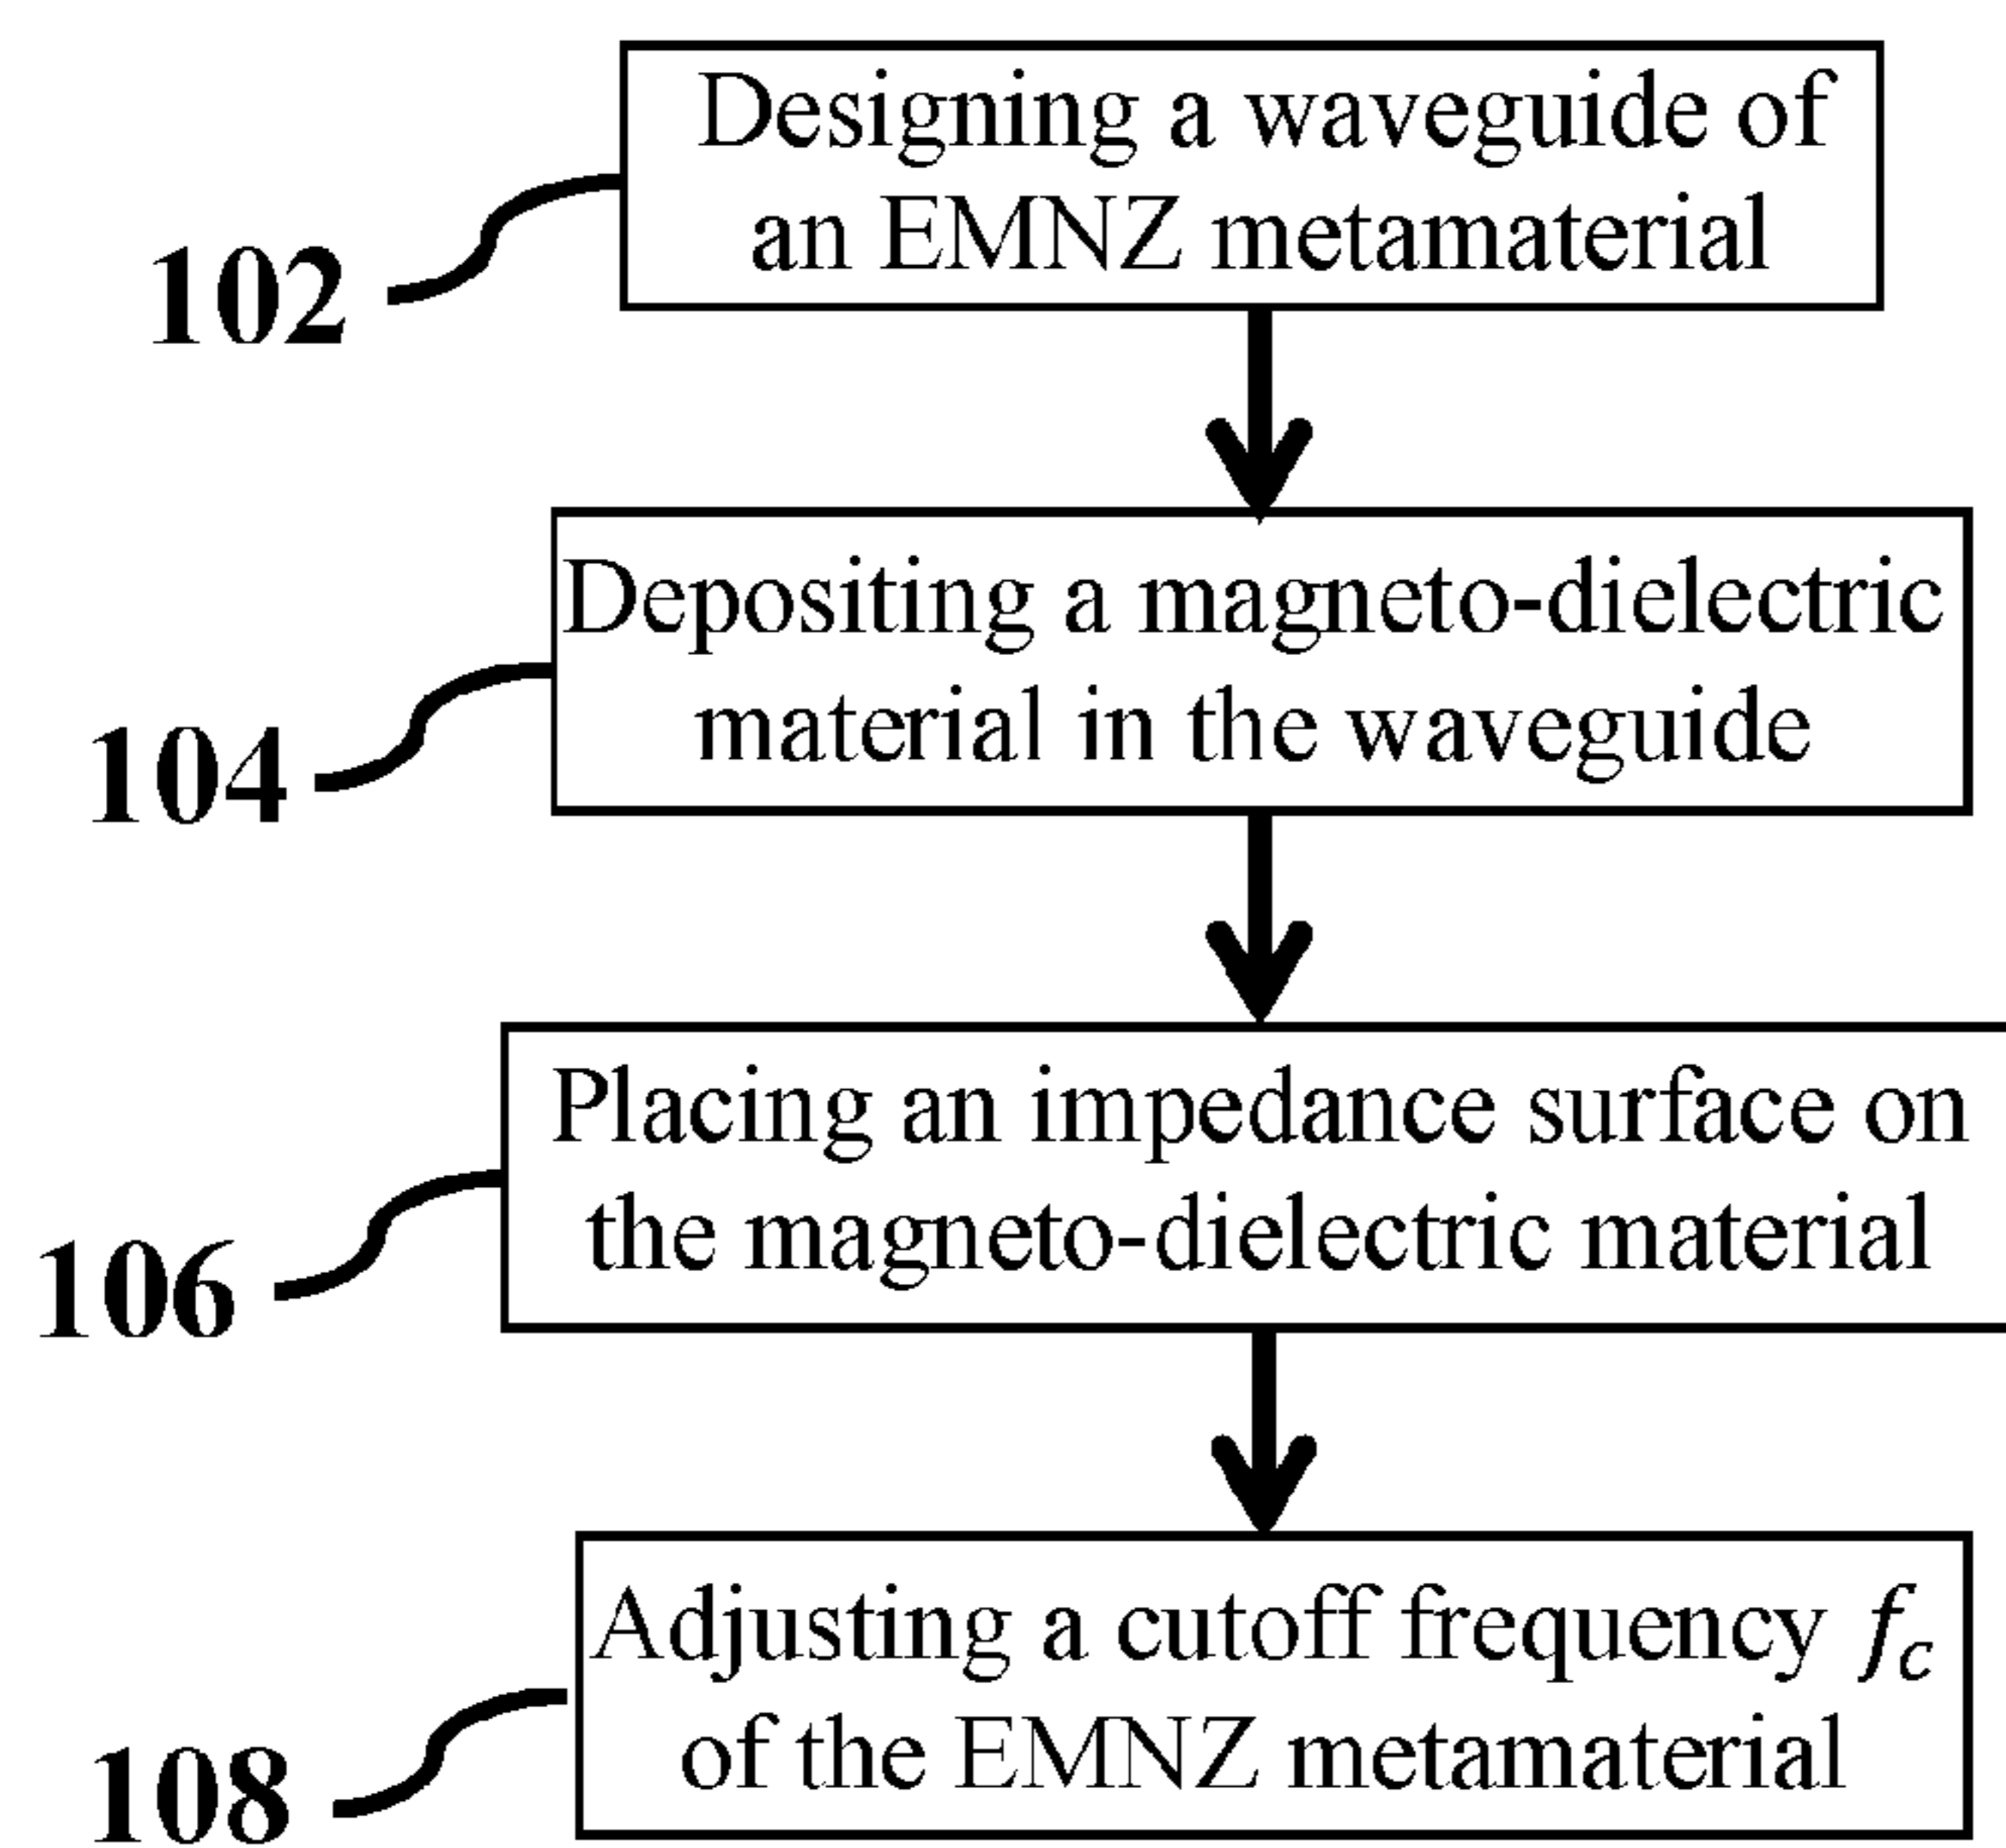 Designing a waveguide of
an EMNZ metamaterial
102
Depositing a magneto-dielectric
material in the waveguide
104
Placing an impedance surface on
the magneto-dielectric material
106
Adjusting a cutoff frequency f_c
of the EMNZ metamaterial
108